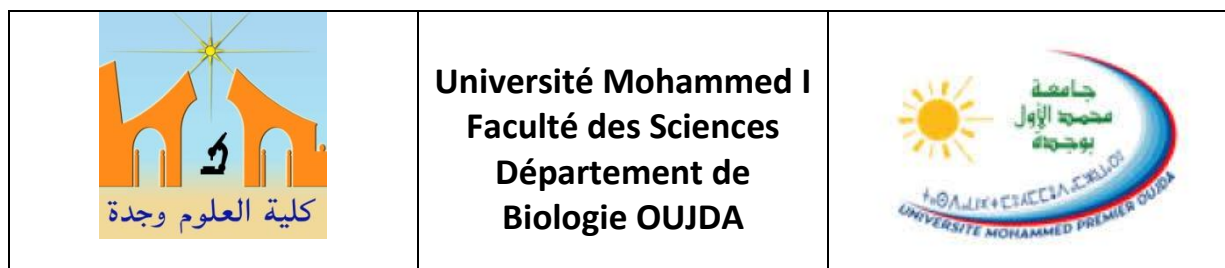 كلية العلوم وجدة
Université Mohammed I
Faculté des Sciences
Département de
Biologie OUJDA
جامعة
محمد الأول
بوجدة
UNIVERSITE MOHAMMED PREMIER OUJDA